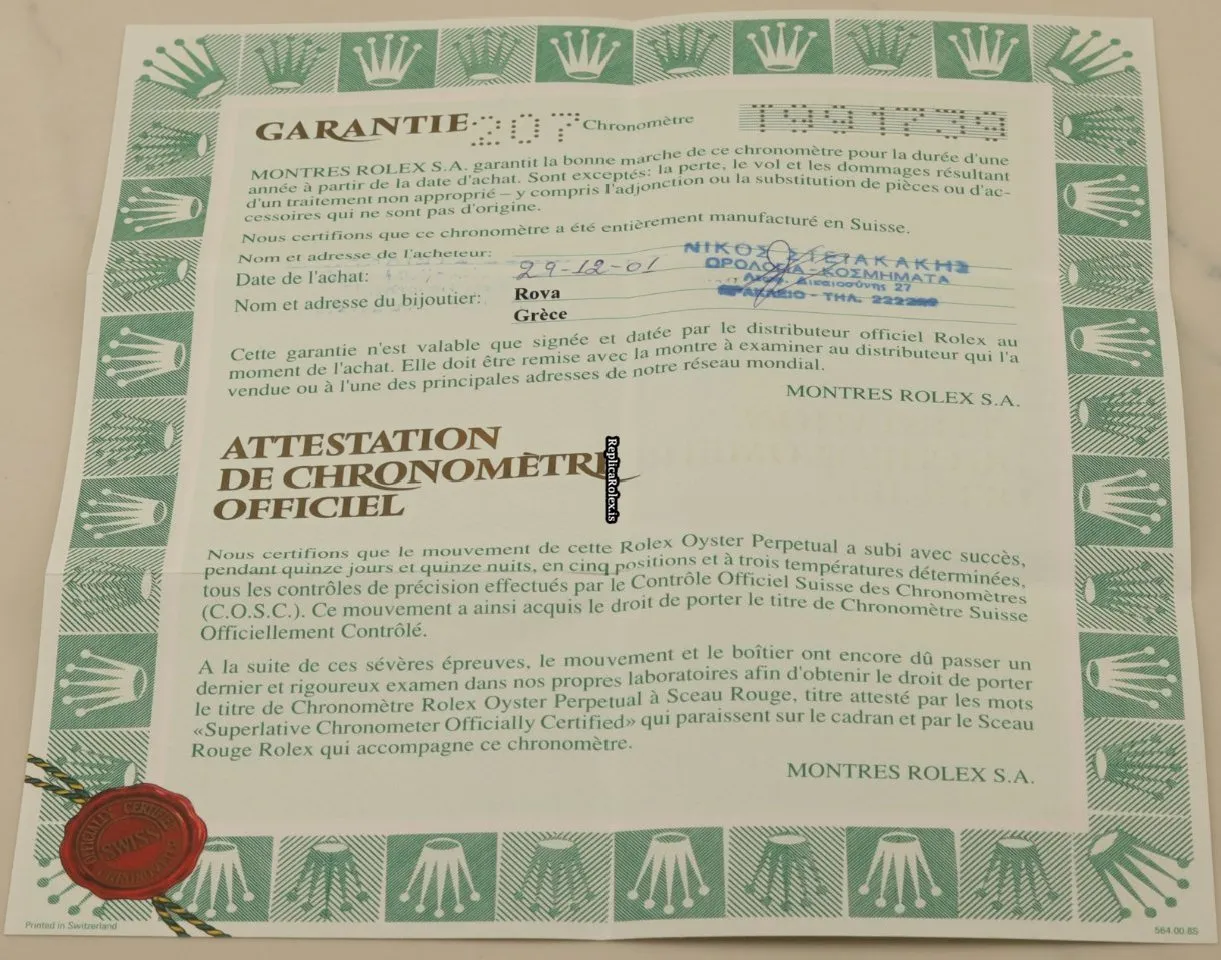 GARANTIE 207 Chronomètre T991739
MONTRES ROLEX S.A. garantit la bonne marche de ce chronomètre pour la durée d'une
année à partir de la date d'achat. Sont exceptés: la perte, le vol et les dommages résultant
d'un traitement non approprié – y compris l'adjonction ou la substitution de pièces ou d'ac-
cessoires qui ne sont pas d'origine.
Nous certifions que ce chronomètre a été entièrement manufacturé en Suisse.
Nom et adresse de l'acheteur:
Date de l'achat: 29-12-01
Nom et adresse du bijoutier: Rova
Grèce
ΝΙΚΟΣ ΣΤΕΙΑΚΑΚΗΣ
ΩΡΟΛΟΓΙΑ - ΚΟΣΜΗΜΑΤΑ
Δικαιοσύνης 27
ΗΡΑΚΛΕΙΟ - ΤΗΛ.
Cette garantie n'est valable que signée et datée par le distributeur officiel Rolex au
moment de l'achat. Elle doit être remise avec la montre à examiner au distributeur qui l'a
vendue ou à l'une des principales adresses de notre réseau mondial.
MONTRES ROLEX S.A.
ATTESTATION
DE CHRONOMÈTRE
OFFICIEL
ReplicaRolex.is
Nous certifions que le mouvement de cette Rolex Oyster Perpetual a subi avec succès,
pendant quinze jours et quinze nuits, en cinq positions et à trois températures déterminées,
tous les contrôles de précision effectués par le Contrôle Officiel Suisse des Chronomètres
(C.O.S.C.). Ce mouvement a ainsi acquis le droit de porter le titre de Chronomètre Suisse
Officiellement Contrôlé.
A la suite de ces sévères épreuves, le mouvement et le boîtier ont encore dû passer un
dernier et rigoureux examen dans nos propres laboratoires afin d'obtenir le droit de porter
le titre de Chronomètre Rolex Oyster Perpetual à Sceau Rouge, titre attesté par les mots
«Superlative Chronometer Officially Certified» qui paraissent sur le cadran et par le Sceau
Rouge Rolex qui accompagne ce chronomètre.
MONTRES ROLEX S.A.
OFFICIALLY CERTIFIED
SWISS
CHRONOMETER
Printed in Switzerland
564.00.8S